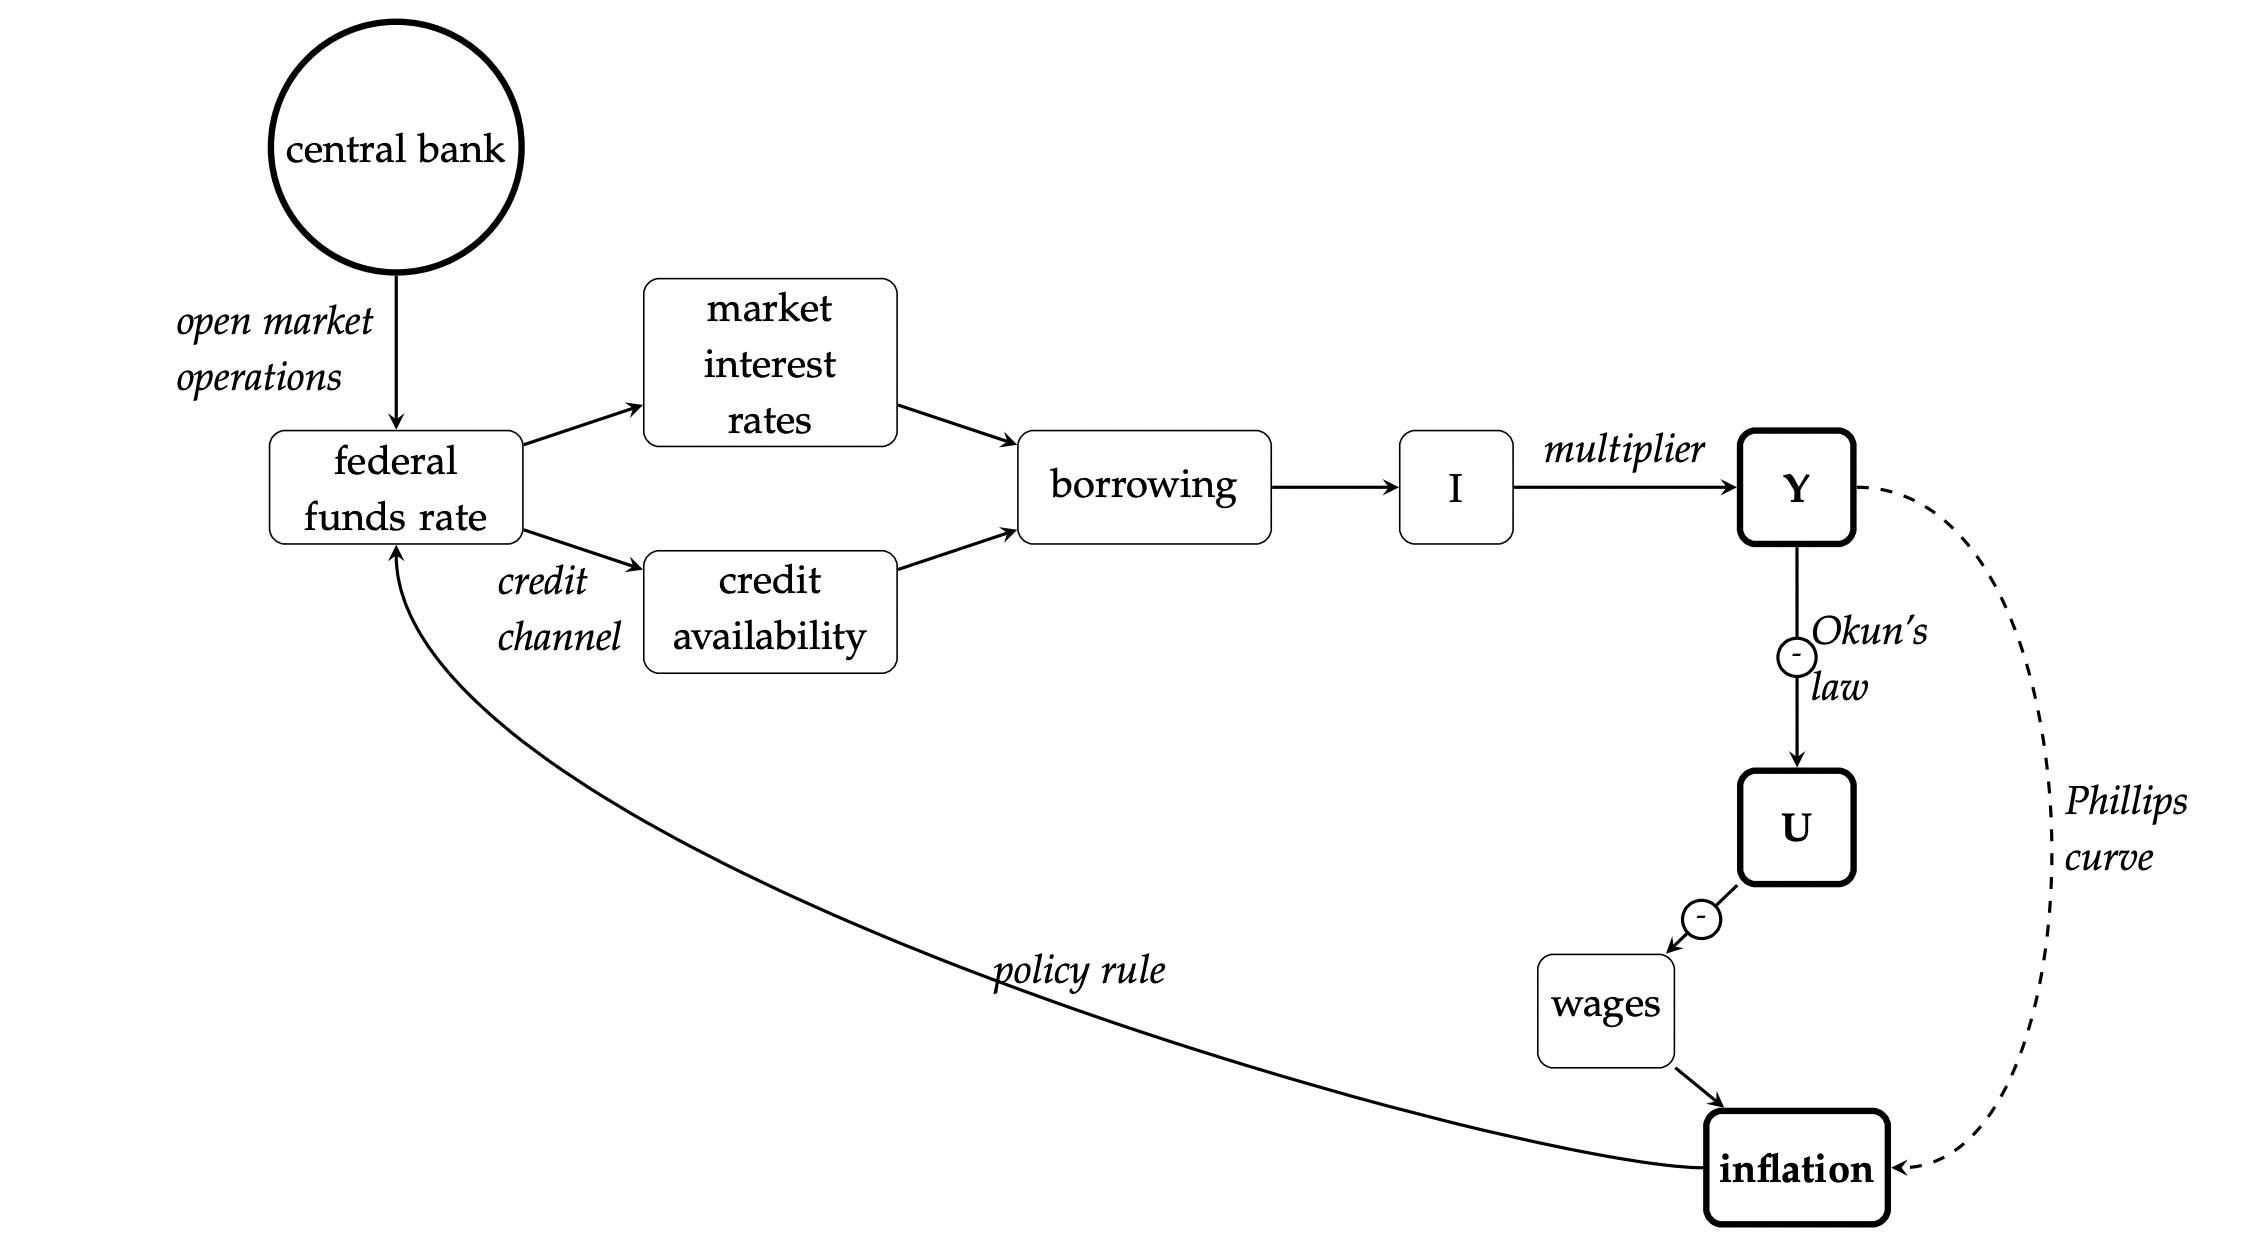 central bank
open market
operations
federal
funds rate
market
interest
rates
credit
channel
credit
availability
borrowing
I
multiplier
Y
Okun's
-
law
U
Phillips
curve
-
wages
policy rule
inflation